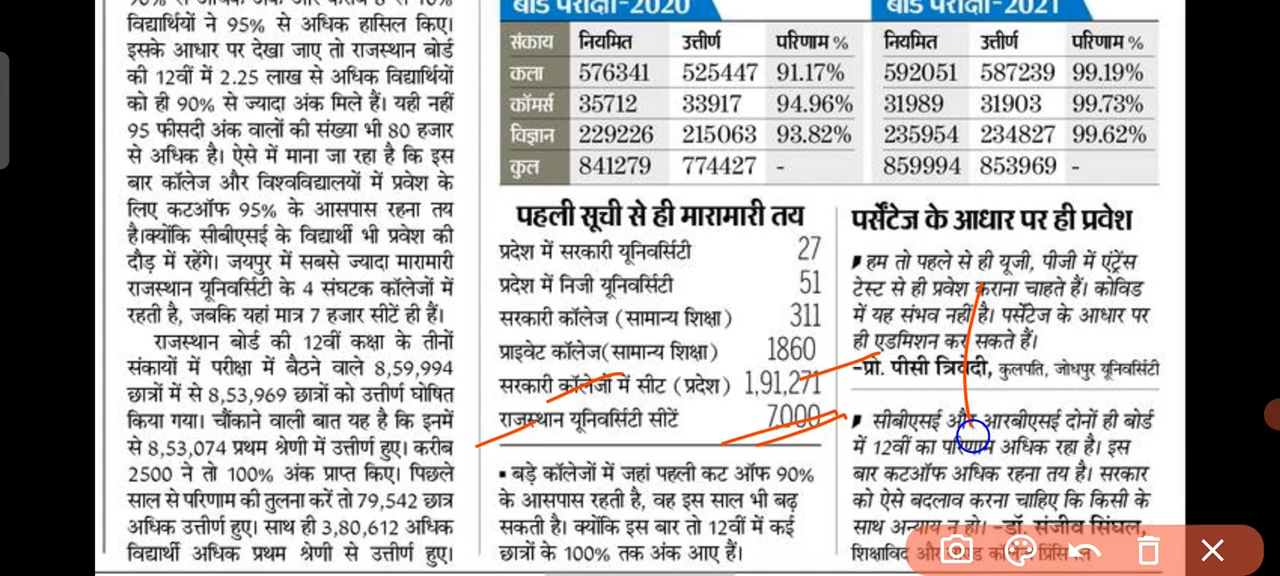 विद्यार्थियों ने 95% से अधिक हासिल किए।
इसके आधार पर देखा जाए तो राजस्थान बोर्ड
की 12वीं में 2.25 लाख से अधिक विद्यार्थियों
को ही 90% से ज्यादा अंक मिले हैं। यही नहीं
95 फीसदी अंक वालों की संख्या भी 80 हजार
से अधिक है। ऐसे में माना जा रहा है कि इस
बार कॉलेज और विश्वविद्यालयों में प्रवेश के
लिए कटऑफ 95% के आसपास रहना तय
है।क्योंकि सीबीएसई के विद्यार्थी भी प्रवेश की
दौड़ में रहेंगे। जयपुर में सबसे ज्यादा मारामारी
राजस्थान यूनिवर्सिटी के 4 संघटक कॉलेजों में
रहती है, जबकि यहां मात्र 7 हजार सीटें ही हैं।
राजस्थान बोर्ड की 12वीं कक्षा के तीनों
संकायों में परीक्षा में बैठने वाले 8,59,994
छात्रों में से 8,53,969 छात्रों को उत्तीर्ण घोषित
किया गया। चौंकाने वाली बात यह है कि इनमें
से 8,53,074 प्रथम श्रेणी में उत्तीर्ण हुए। करीब
2500 ने तो 100% अंक प्राप्त किए। पिछले
साल से परिणाम की तुलना करें तो 79,542 छात्र
अधिक उत्तीर्ण हुए। साथ ही 3,80,612 अधिक
विद्यार्थी अधिक प्रथम श्रेणी से उत्तीर्ण हुए।
बोर्ड परीक्षा-2020 बोर्ड परीक्षा-2021
संकाय नियमित उत्तीर्ण परिणाम % नियमित उत्तीर्ण परिणाम %
कला 576341 525447 91.17% 592051 587239 99.19%
कॉमर्स 35712 33917 94.96% 31989 31903 99.73%
विज्ञान 229226 215063 93.82% 235954 234827 99.62%
कुल 841279 774427 - 859994 853969 -
पहली सूची से ही मारामारी तय
प्रदेश में सरकारी यूनिवर्सिटी 27
प्रदेश में निजी यूनिवर्सिटी 51
सरकारी कॉलेज (सामान्य शिक्षा) 311
प्राइवेट कॉलेज(सामान्य शिक्षा) 1860
सरकारी कॉलेजों में सीट (प्रदेश) 1,91,271
राजस्थान यूनिवर्सिटी सीटें 7000
▪ बड़े कॉलेजों में जहां पहली कट ऑफ 90%
के आसपास रहती है, वह इस साल भी बढ़
सकती है। क्योंकि इस बार तो 12वीं में कई
छात्रों के 100% तक अंक आए हैं।
पर्सेंटेज के आधार पर ही प्रवेश
हम तो पहले से ही यूजी, पीजी में एंट्रेंस
टेस्ट से ही प्रवेश कराना चाहते हैं। कोविड
में यह संभव नहीं है। पर्सेंटेज के आधार पर
ही एडमिशन कर सकते हैं।
-प्रो. पीसी त्रिवेदी, कुलपति, जोधपुर यूनिवर्सिटी
सीबीएसई और आरबीएसई दोनों ही बोर्ड
में 12वीं का परिणाम अधिक रहा है। इस
बार कटऑफ अधिक रहना तय है। सरकार
को ऐसे बदलाव करना चाहिए कि किसी के
साथ अन्याय न हो। -डॉ. संजीव सिंघल,
शिक्षाविद